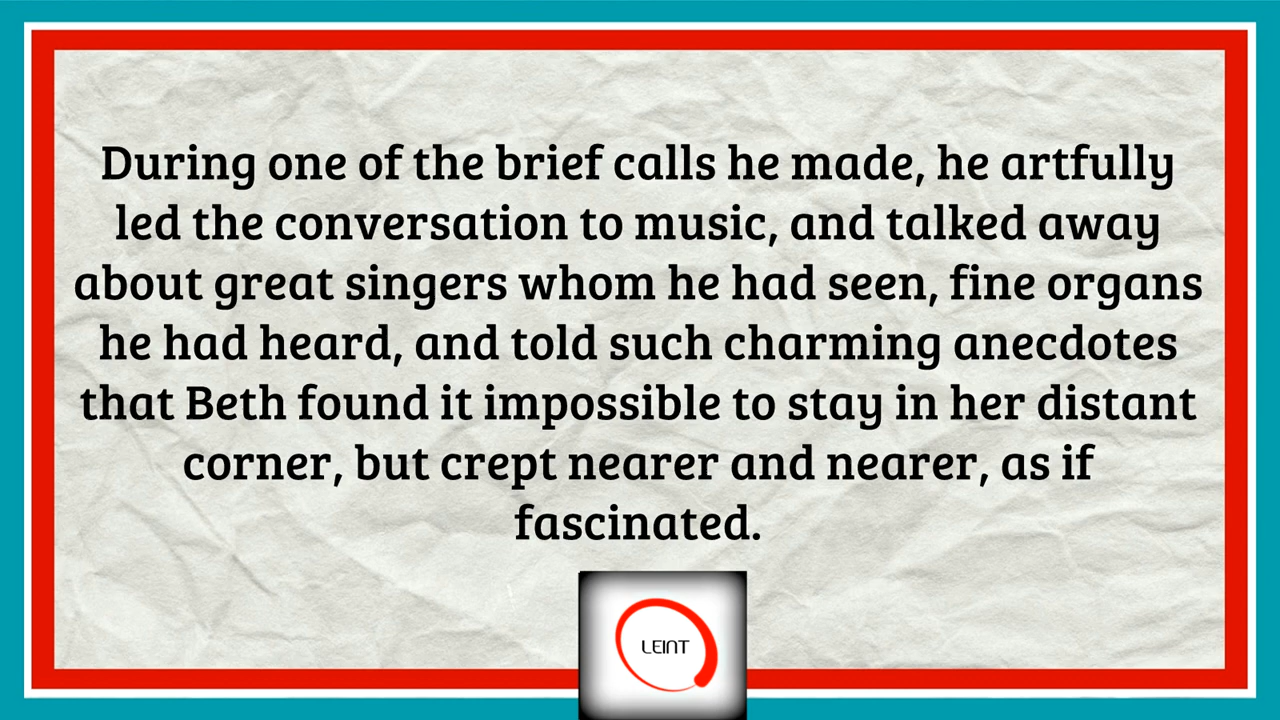 During one of the brief calls he made, he artfully
led the conversation to music, and talked away
about great singers whom he had seen, fine organs
he had heard, and told such charming anecdotes
that Beth found it impossible to stay in her distant
corner, but crept nearer and nearer, as if
fascinated.
LEINT